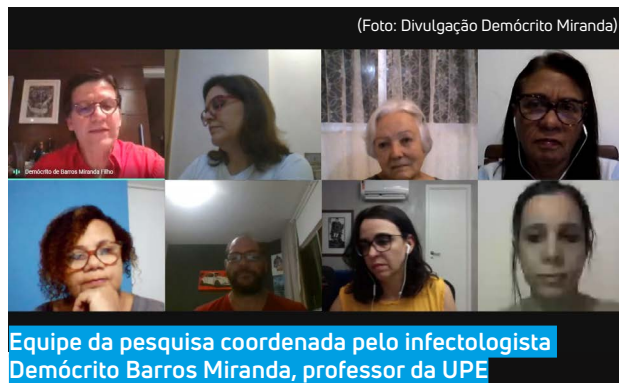 (Foto: Divulgação Demócrito Miranda)
Demócrito de Barros Miranda Filho
Equipe da pesquisa coordenada pelo infectologista
Demócrito Barros Miranda, professor da UPE